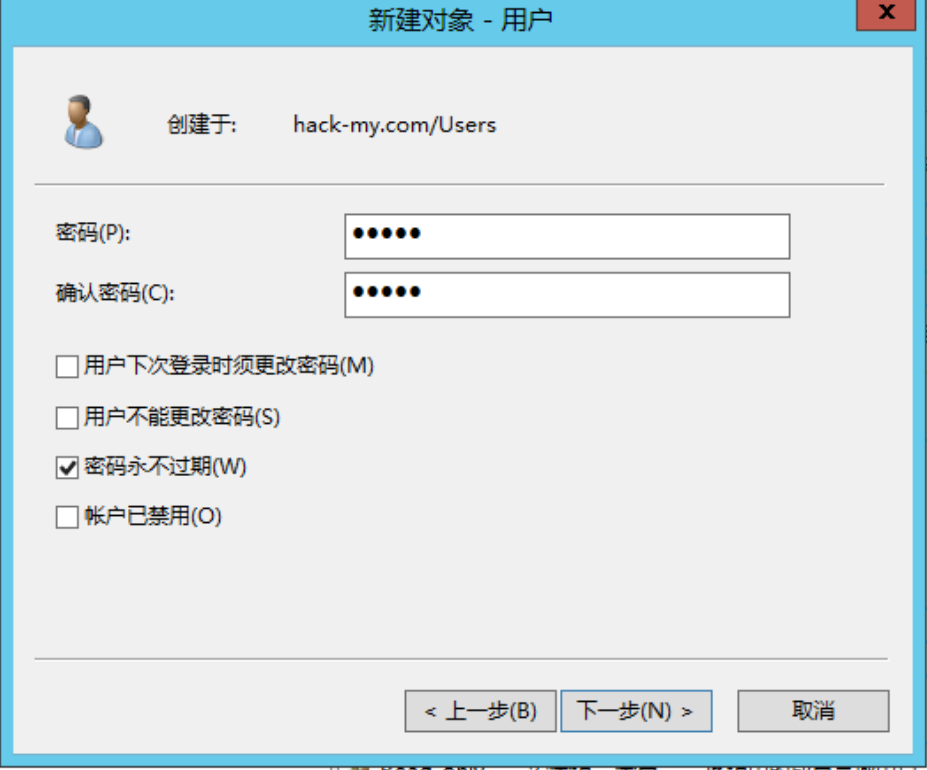 新建对象 - 用户
x
创建于: hack-my.com/Users
密码(P):
•••••
确认密码(C):
•••••
用户下次登录时须更改密码(M)
用户不能更改密码(S)
密码永不过期(W)
帐户已禁用(O)
< 上一步(B) 下一步(N) > 取消